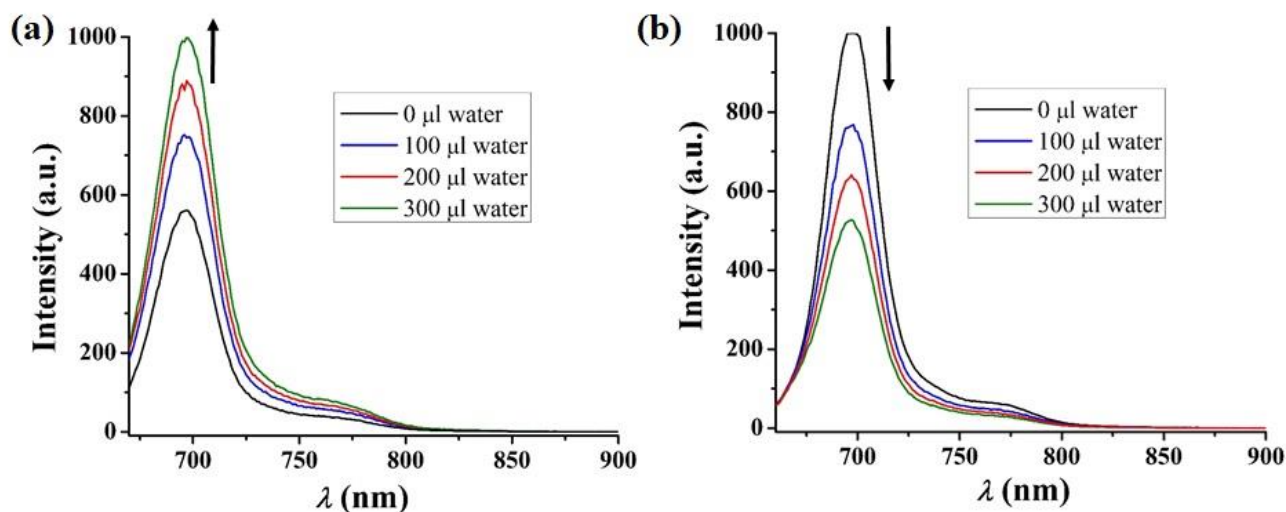 (a)
Intensity (a.u.)
1000
800
600
400
200
0
700
750
800
850
900
λ (nm)
0 μl water
100 μl water
200 μl water
300 μl water
(b)
Intensity (a.u.)
1000
800
600
400
200
0
700
750
800
850
900
λ (nm)
0 μl water
100 μl water
200 μl water
300 μl water